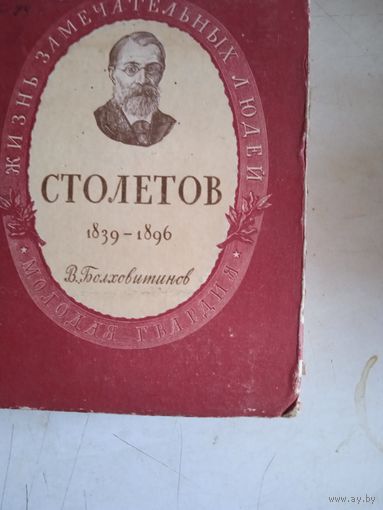 ЖИЗНЬ ЗАМЕЧАТЕЛЬНЫХ ЛЮДЕЙ
СТОЛЕТОВ
1839-1896
В. Болховитинов
МОЛОДАЯ ГВАРДИЯ
www.ay.by